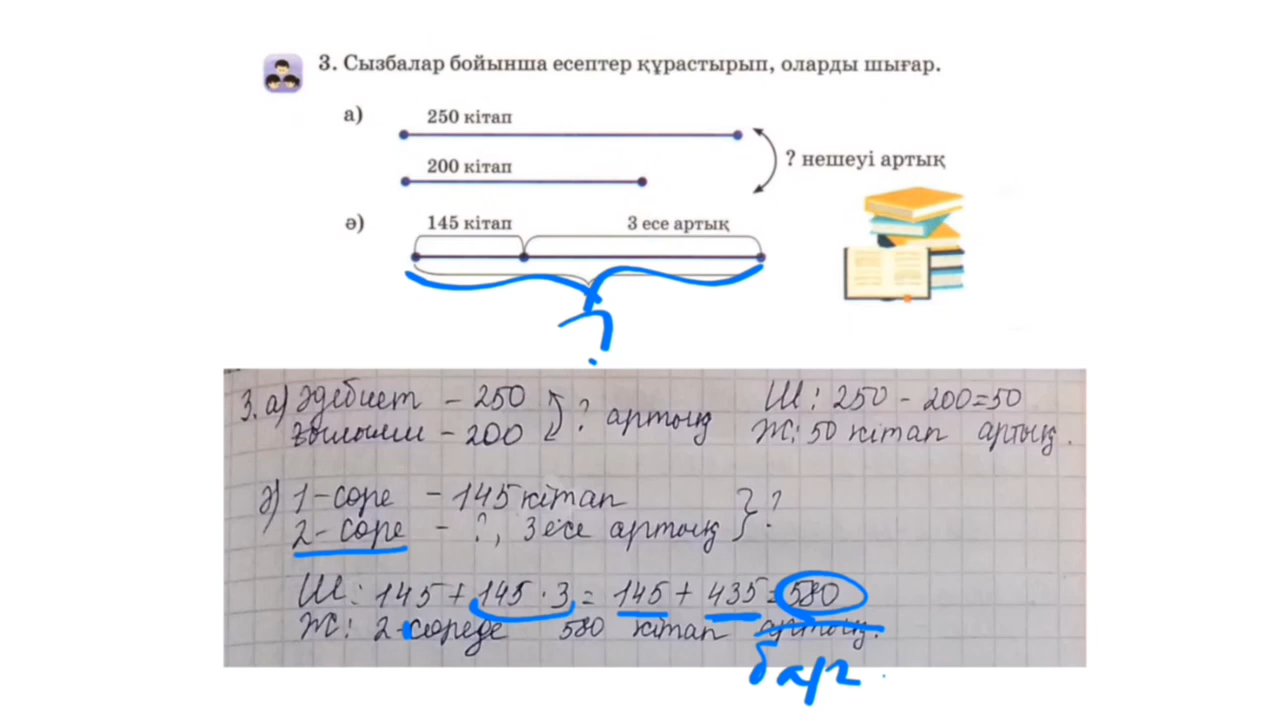 3. Сызбалар бойынша есептер құрастырып, оларды шығар.
а) 250 кітап
200 кітап
? нешеуі артық
ә) 145 кітап 3 есе артық
?
3. а) Әдебиет - 250 ? артық
Ғылыми - 200
Ш: 250 - 200=50
Ж: 50 кітап артық.
ә) 1-сөре - 145 кітап
2-сөре - ?, 3 есе артық } ?
Ш: 145 + 145 · 3 = 145 + 435 = 580
Ж: 2-сөреде 580 кітап артық.
бар.